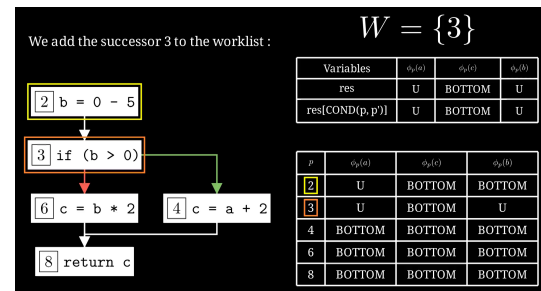 We add the successor 3 to the worklist :
W = {3}
2 b = 0 - 5
3 if (b > 0)
6 c = b * 2
4 c = a + 2
8 return c
Variables ϕp(a) ϕp(c) ϕp(b)
res U BOTTOM U
res[COND(p, p')] U BOTTOM U
p ϕp(a) ϕp(c) ϕp(b)
2 U BOTTOM BOTTOM
3 U BOTTOM U
4 BOTTOM BOTTOM BOTTOM
6 BOTTOM BOTTOM BOTTOM
8 BOTTOM BOTTOM BOTTOM